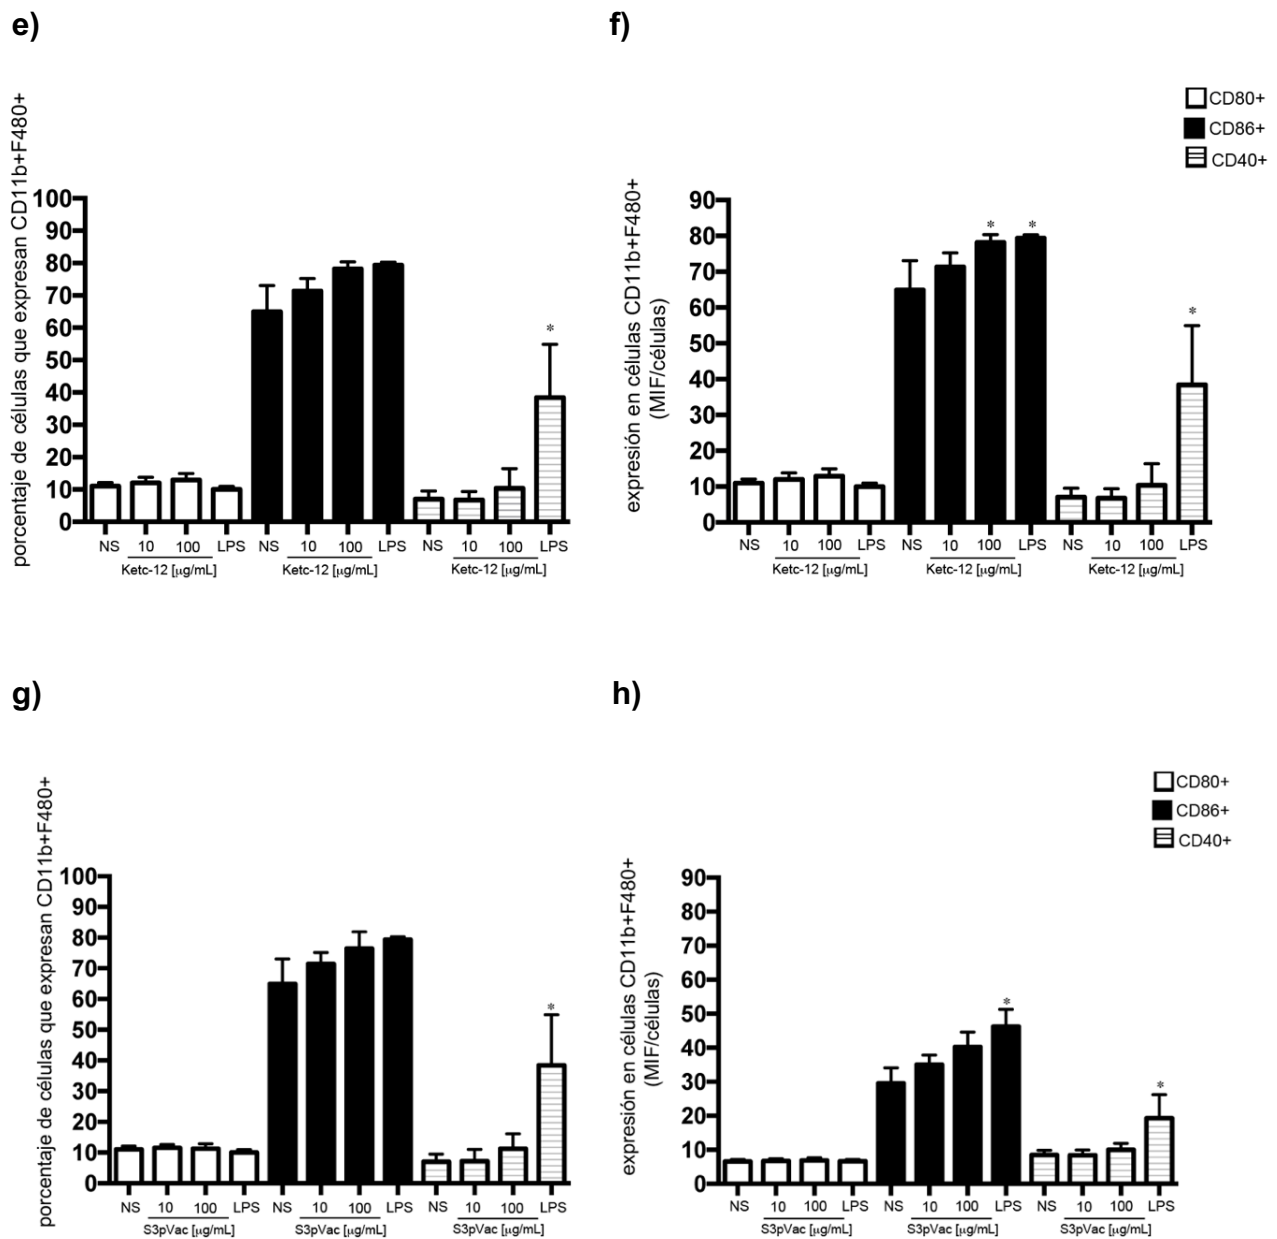 e)
f)
CD80+
CD86+
CD40+
porcentaje de células que expresan CD11b+F480+
100
90
80
70
60
50
40
30
20
10
0
NS 10 100 LPS NS 10 100 LPS NS 10 100 LPS
Ketc-12 [µg/mL] Ketc-12 [µg/mL] Ketc-12 [µg/mL]
*
expresión en células CD11b+F480+
(MIF/células)
90
80
70
60
50
40
30
20
10
0
* * *
NS 10 100 LPS NS 10 100 LPS NS 10 100 LPS
Ketc-12 [µg/mL] Ketc-12 [µg/mL] Ketc-12 [µg/mL]
g)
h)
CD80+
CD86+
CD40+
porcentaje de células que expresan CD11b+F480+
100
90
80
70
60
50
40
30
20
10
0
*
NS 10 100 LPS NS 10 100 LPS NS 10 100 LPS
S3pVac [µg/mL] S3pVac [µg/mL] S3pVac [µg/mL]
expresión en células CD11b+F480+
(MIF/células)
90
80
70
60
50
40
30
20
10
0
* *
NS 10 100 LPS NS 10 100 LPS NS 10 100 LPS
S3pVac [µg/mL] S3pVac [µg/mL] S3pVac [µg/mL]